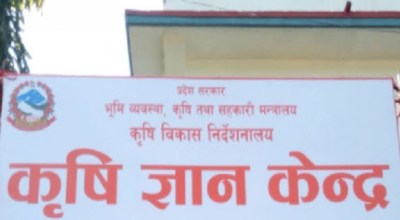 प्रदेश सरकार
भूमि व्यवस्था, कृषि तथा सहकारी मन्त्रालय
कृषि विकास निर्देशनालय
कृषि ज्ञान केन्द्र